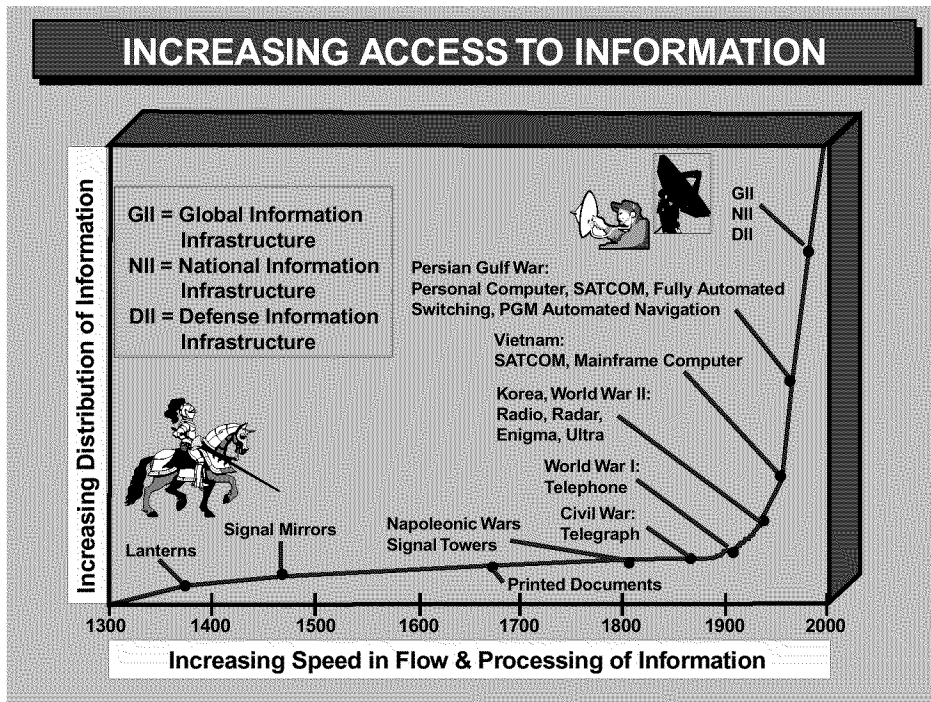 INCREASING ACCESS TO INFORMATION
Increasing Distribution of Information
GII = Global Information
Infrastructure
NII = National Information
Infrastructure
DII = Defense Information
Infrastructure
GII
NII
DII
Persian Gulf War:
Personal Computer, SATCOM, Fully Automated
Switching, PGM Automated Navigation
Vietnam:
SATCOM, Mainframe Computer
Korea, World War II:
Radio, Radar,
Enigma, Ultra
World War I:
Telephone
Civil War:
Telegraph
Napoleonic Wars
Signal Towers
Signal Mirrors
Lanterns
Printed Documents
1300 1400 1500 1600 1700 1800 1900 2000
Increasing Speed in Flow & Processing of Information